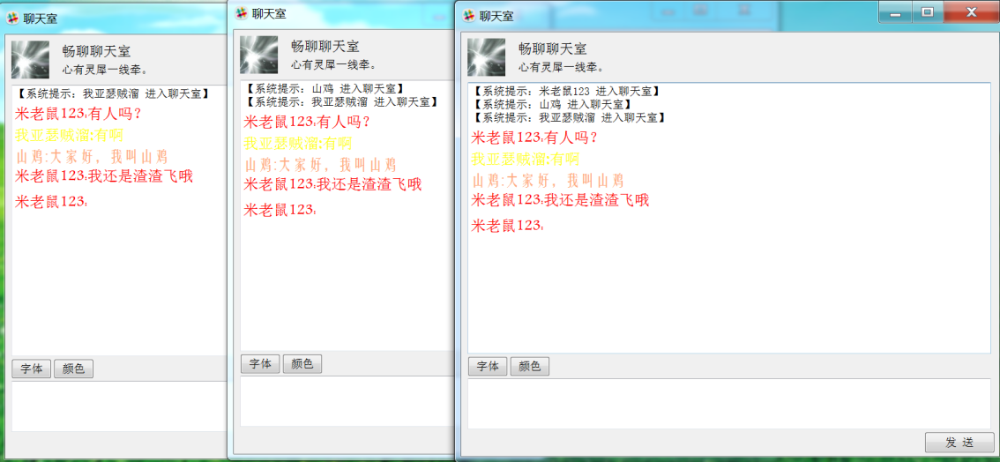 聊天室
畅聊聊天室
心有灵犀一线牵。
【系统提示：我亚瑟贼溜 进入聊天室】
米老鼠123:有人吗？
我亚瑟贼溜:有啊
山鸡:大家好，我叫山鸡
米老鼠123:我还是渣渣飞哦
米老鼠123:
字体 颜色
聊天室
畅聊聊天室
心有灵犀一线牵。
【系统提示：山鸡 进入聊天室】
【系统提示：我亚瑟贼溜 进入聊天室】
米老鼠123:有人吗？
我亚瑟贼溜:有啊
山鸡:大家好，我叫山鸡
米老鼠123:我还是渣渣飞哦
米老鼠123:
字体 颜色
聊天室
畅聊聊天室
心有灵犀一线牵。
【系统提示：米老鼠123 进入聊天室】
【系统提示：山鸡 进入聊天室】
【系统提示：我亚瑟贼溜 进入聊天室】
米老鼠123:有人吗？
我亚瑟贼溜:有啊
山鸡:大家好，我叫山鸡
米老鼠123:我还是渣渣飞哦
米老鼠123:
字体 颜色
发 送